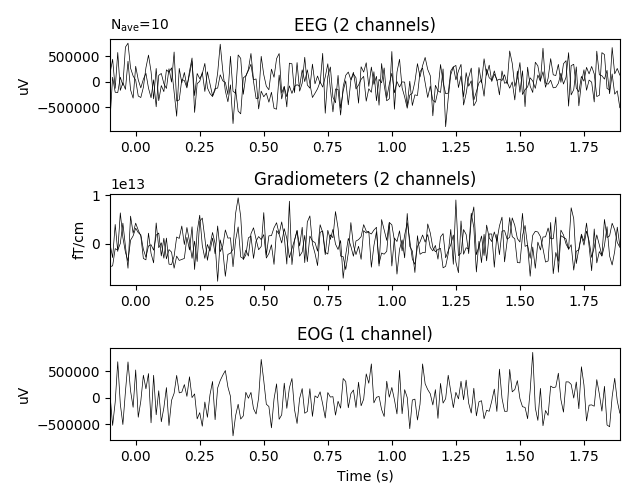 N_ave=10
EEG (2 channels)
uV
500000
0
−500000
0.00 0.25 0.50 0.75 1.00 1.25 1.50 1.75
1e13
Gradiometers (2 channels)
fT/cm
1
0
0.00 0.25 0.50 0.75 1.00 1.25 1.50 1.75
EOG (1 channel)
uV
500000
0
−500000
0.00 0.25 0.50 0.75 1.00 1.25 1.50 1.75
Time (s)